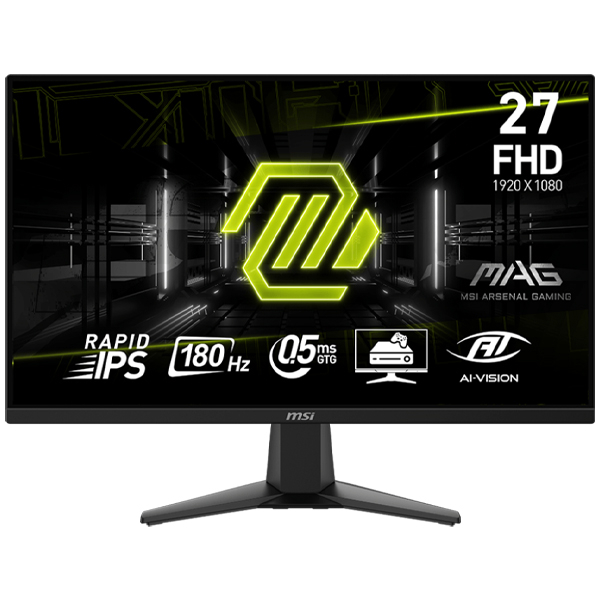 27
FHD
1920 X 1080
MAG
MSI ARSENAL GAMING
RAPID
IPS
180 Hz
0.5 ms
GTG
AI
AI-VISION
msi